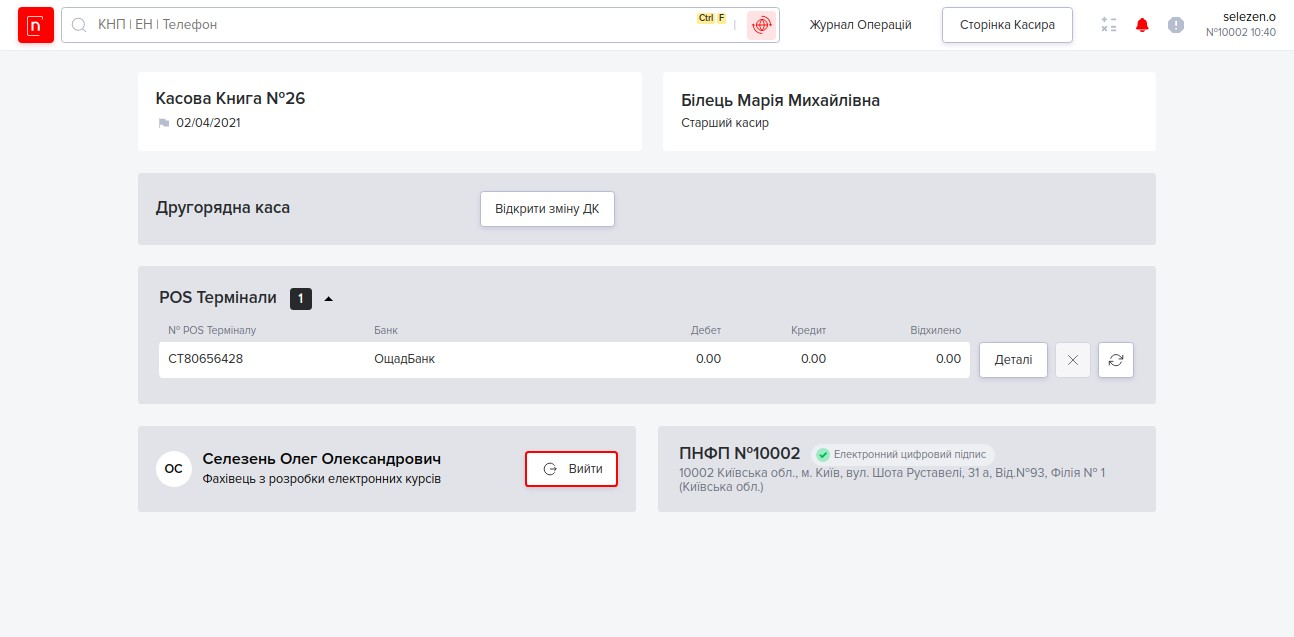 n
КНП | ЕН | Телефон
Ctrl F
Журнал Операцій
Сторінка Касира
selezen.o
№10002 10:40
Касова Книга №26
02/04/2021
Білець Марія Михайлівна
Старший касир
Другорядна каса
Відкрити зміну ДК
POS Термінали 1
№ POS Терміналу Банк Дебет Кредит Відхилено
CT80656428 ОщадБанк 0.00 0.00 0.00 Деталі
ОС
Селезень Олег Олександрович
Фахівець з розробки електронних курсів
Вийти
ПНФП №10002 Електронний цифровий підпис
10002 Київська обл., м. Київ, вул. Шота Руставелі, 31 а, Від.№93, Філія № 1
(Київська обл.)